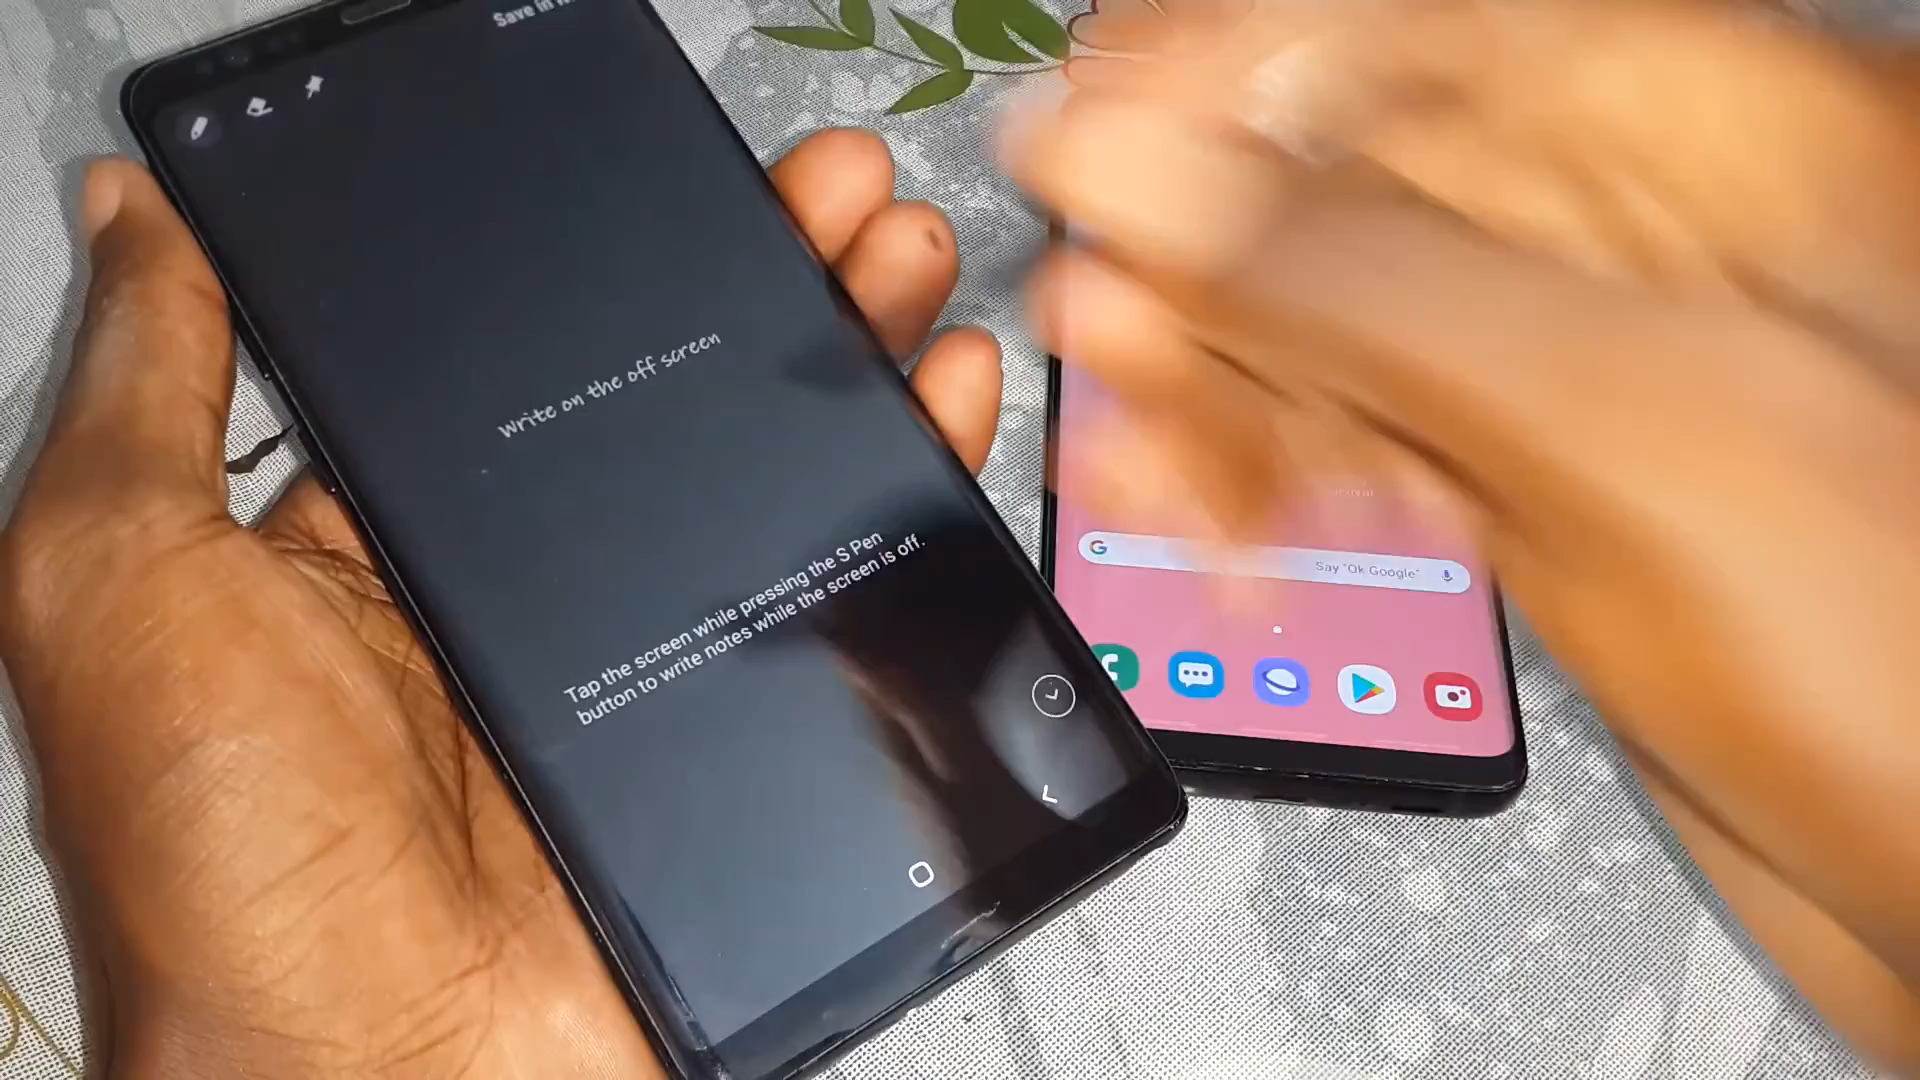 Save in
Write on the off screen
Tap the screen while pressing the S Pen
button to write notes while the screen is off.
G
Say "Ok Google"